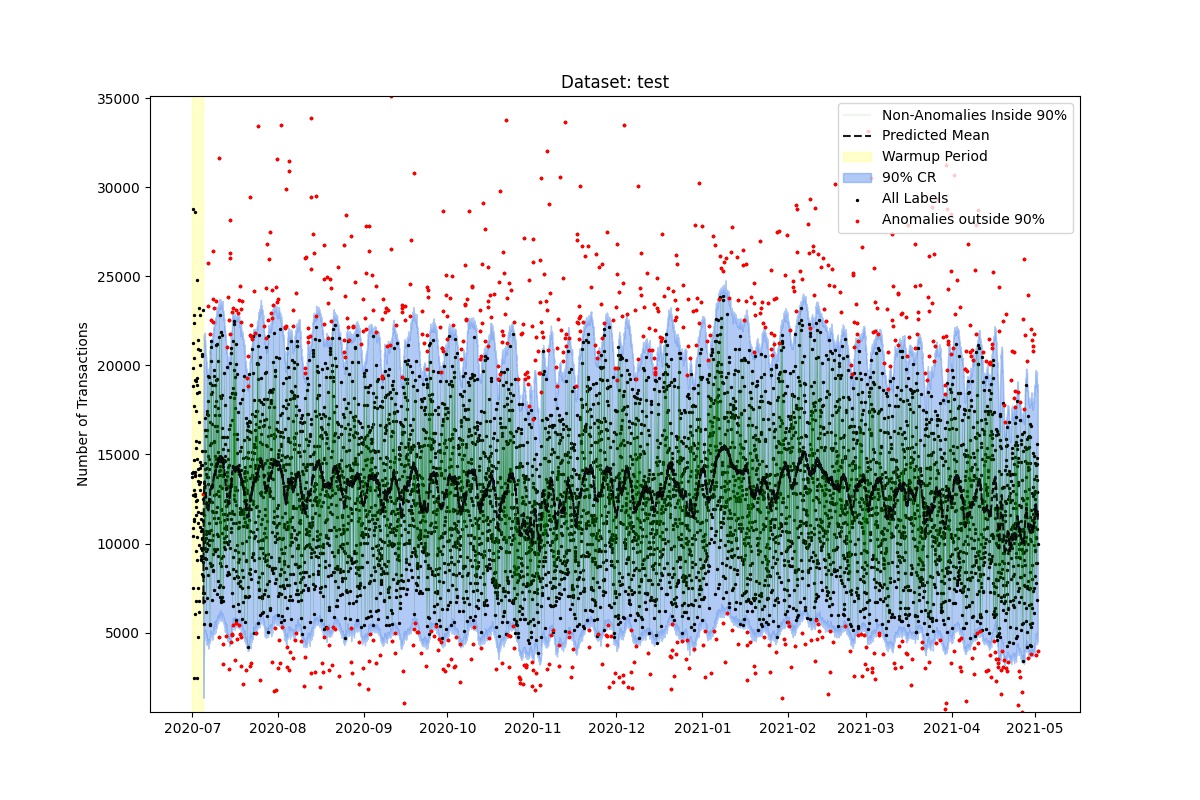 Dataset: test
35000
30000
25000
20000
15000
10000
5000
Number of Transactions
Non-Anomalies Inside 90%
Predicted Mean
Warmup Period
90% CR
All Labels
Anomalies outside 90%
2020-07
2020-08
2020-09
2020-10
2020-11
2020-12
2021-01
2021-02
2021-03
2021-04
2021-05